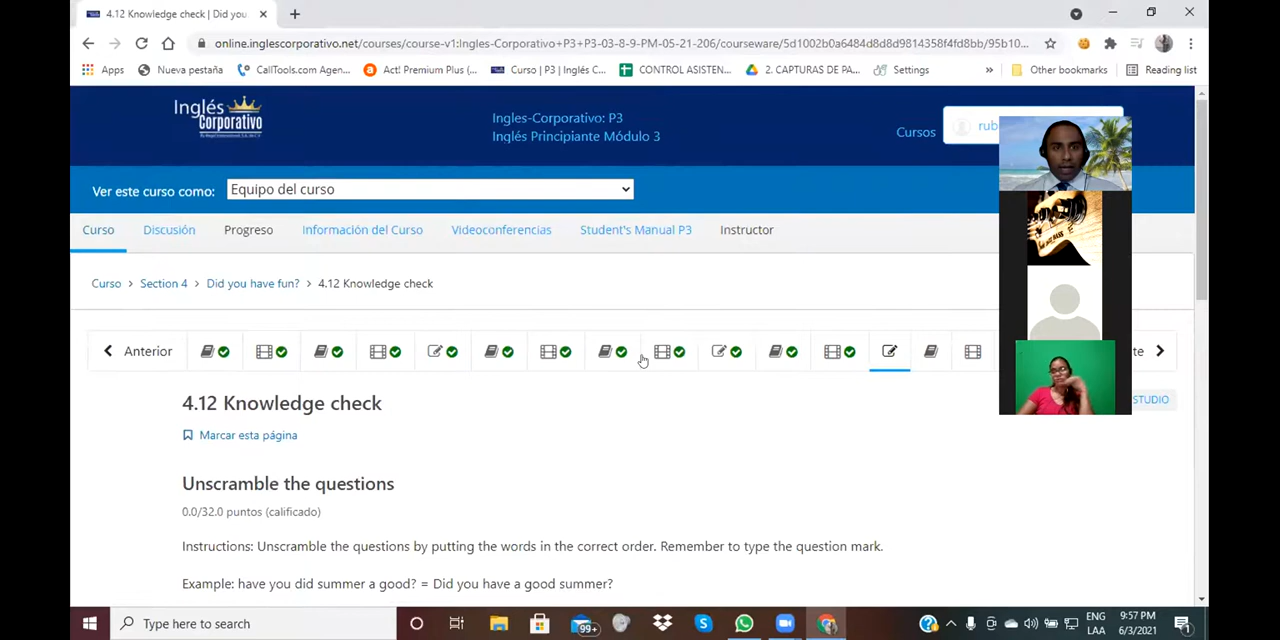 4.12 Knowledge check | Did you
online.inglescorporativo.net/courses/course-v1:Ingles-Corporativo+P3+P3-03-8-9-PM-05-21-206/courseware/5d1002b0a6484d8d8d9814358f4fd8bb/95b10...
Apps Nueva pestaña CallTools.com Agen... Act! Premium Plus (... Curso | P3 | Inglés C... CONTROL ASISTEN... 2. CAPTURAS DE PA... Settings » Other bookmarks Reading list
Inglés
Corporativo
Ingles-Corporativo: P3
Inglés Principiante Módulo 3
Cursos rub
Ver este curso como: Equipo del curso
Curso Discusión Progreso Información del Curso Videoconferencias Student's Manual P3 Instructor
Curso > Section 4 > Did you have fun? > 4.12 Knowledge check
Anterior te
4.12 Knowledge check
STUDIO
Marcar esta página
Unscramble the questions
0.0/32.0 puntos (calificado)
Instructions: Unscramble the questions by putting the words in the correct order. Remember to type the question mark.
Example: have you did summer a good? = Did you have a good summer?
Type here to search 99+ ENG LAA 9:57 PM 6/3/2021